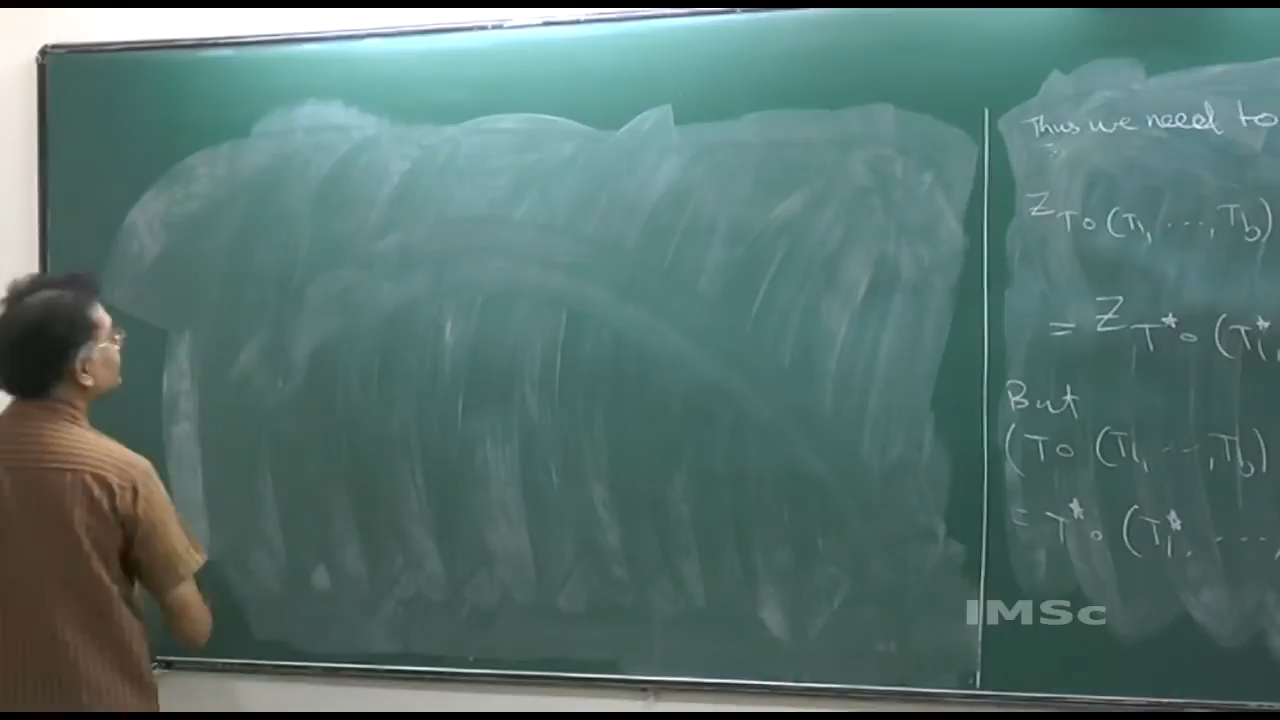 Thus we need to
Z_{T∘(T_1, ..., T_b)}
= Z_{T*∘(T_1*,
But
(T∘(T_1, ..., T_b)
= T*∘(T_1*, ...,
IMSc